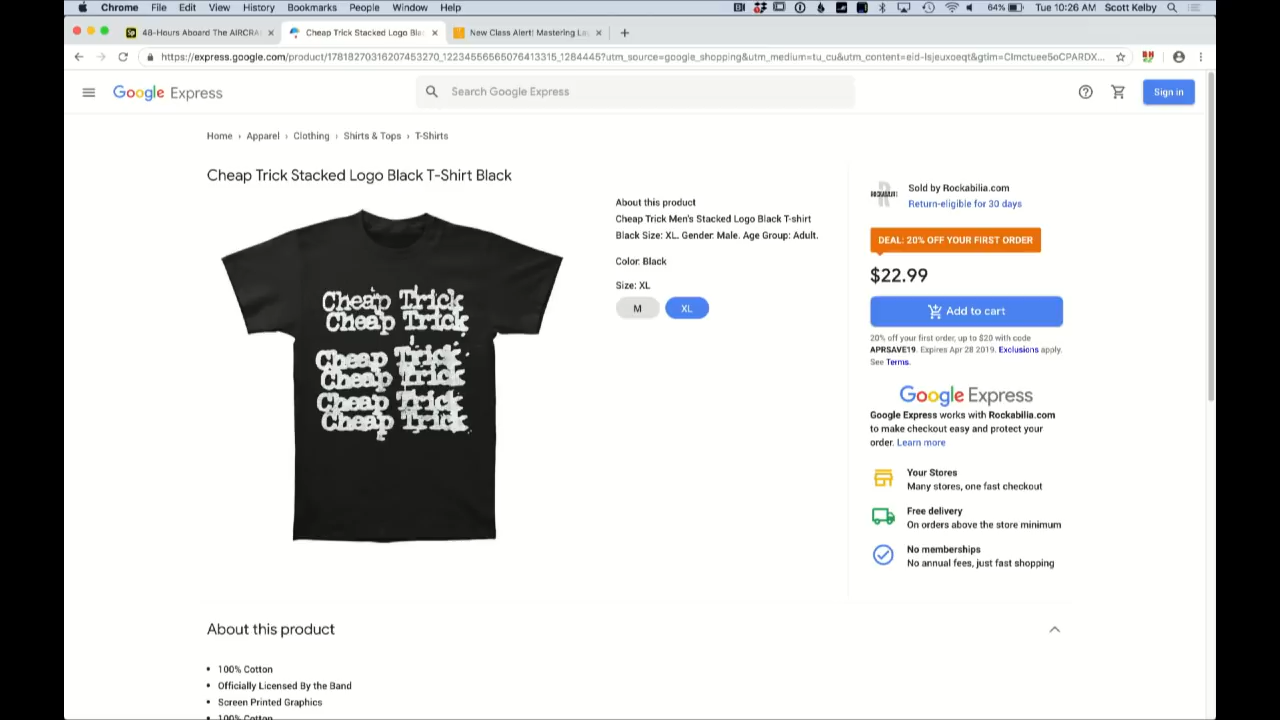 Chrome File Edit View History Bookmarks People Window Help 64% Tue 10:26 AM Scott Kelby
48-Hours Aboard The AIRCRA Cheap Trick Stacked Logo Bla New Class Alert! Mastering
Google Express Search Google Express Sign in
Home › Apparel › Clothing › Shirts & Tops › T-Shirts
Cheap Trick Stacked Logo Black T-Shirt Black
Cheap Trick
Cheap Trick
Cheap Trick
Cheap Trick
Cheap Trick
Cheap Trick
About this product
Cheap Trick Men's Stacked Logo Black T-shirt
Black Size: XL. Gender: Male. Age Group: Adult.
Color: Black
Size: XL
M XL
Sold by Rockabilia.com
Return-eligible for 30 days
DEAL: 20% OFF YOUR FIRST ORDER
$22.99
Add to cart
20% off your first order, up to $20 with code
APRSAVE19. Expires Apr 28 2019. Exclusions apply.
See Terms.
Google Express
Google Express works with Rockabilia.com
to make checkout easy and protect your
order. Learn more
Your Stores
Many stores, one fast checkout
Free delivery
On orders above the store minimum
No memberships
No annual fees, just fast shopping
About this product
• 100% Cotton
• Officially Licensed By the Band
• Screen Printed Graphics
• 100% Cotton